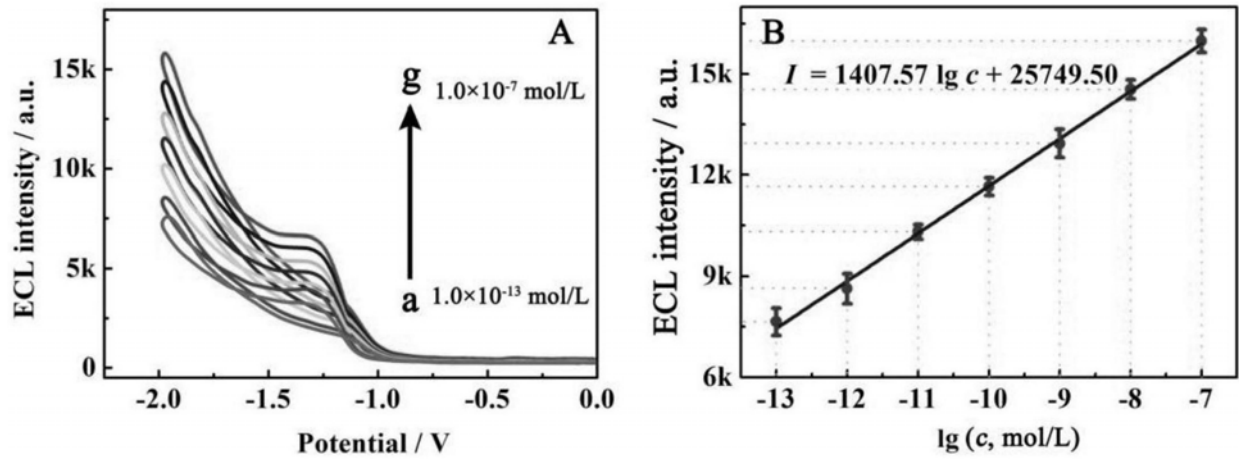 A
ECL intensity / a.u.
15k
10k
5k
0
g
1.0×10⁻⁷ mol/L
a
1.0×10⁻¹³ mol/L
-2.0 -1.5 -1.0 -0.5 0.0
Potential / V
B
I = 1407.57 lg c + 25749.50
ECL intensity / a.u.
15k
12k
9k
6k
-13 -12 -11 -10 -9 -8 -7
lg (c, mol/L)